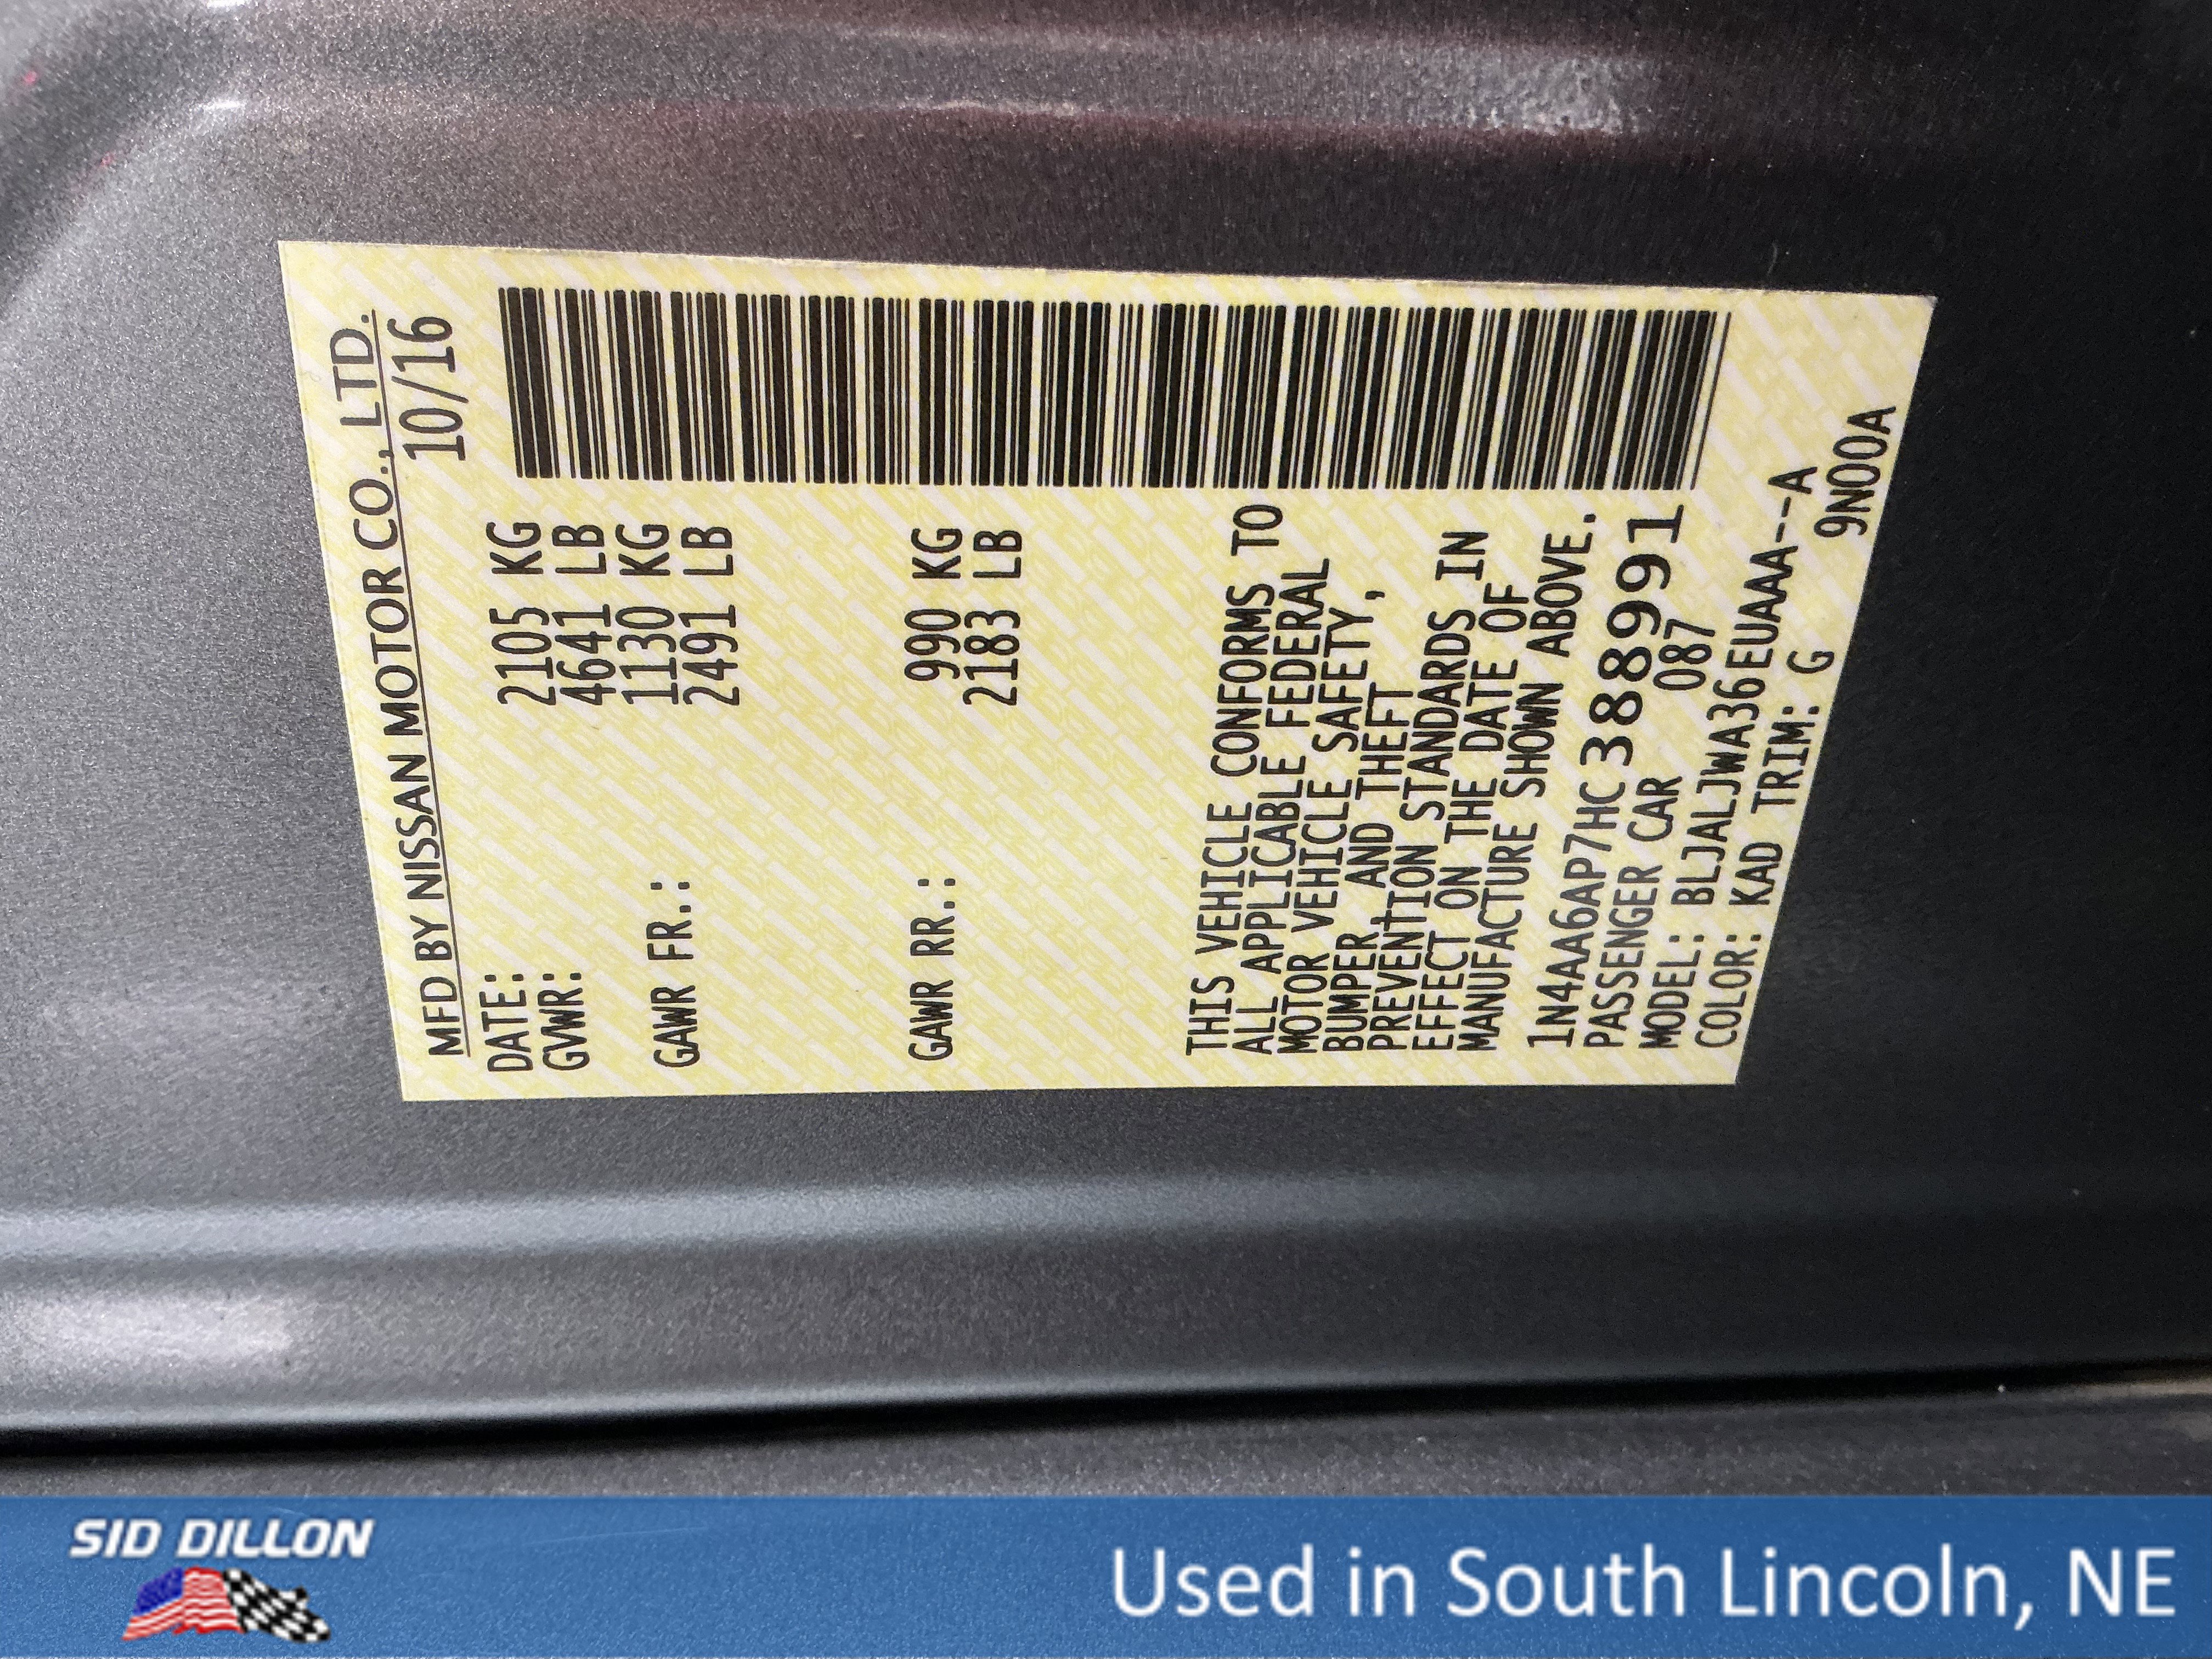 MFD BY NISSAN MOTOR CO., LTD.
DATE: 10/16
GVWR: 2105 KG
4641 LB
GAWR FR.: 1130 KG
2491 LB
GAWR RR.: 990 KG
2183 LB
THIS VEHICLE CONFORMS TO
ALL APPLICABLE FEDERAL
MOTOR VEHICLE SAFETY,
BUMPER AND THEFT
PREVENTION STANDARDS IN
EFFECT ON THE DATE OF
MANUFACTURE SHOWN ABOVE.
1N4AA6AP7HC388991
PASSENGER CAR 087
MODEL: BLJALJWA36EUAAA--A
COLOR: KAD TRIM: G 9N00A
SID DILLON
Used in South Lincoln, NE